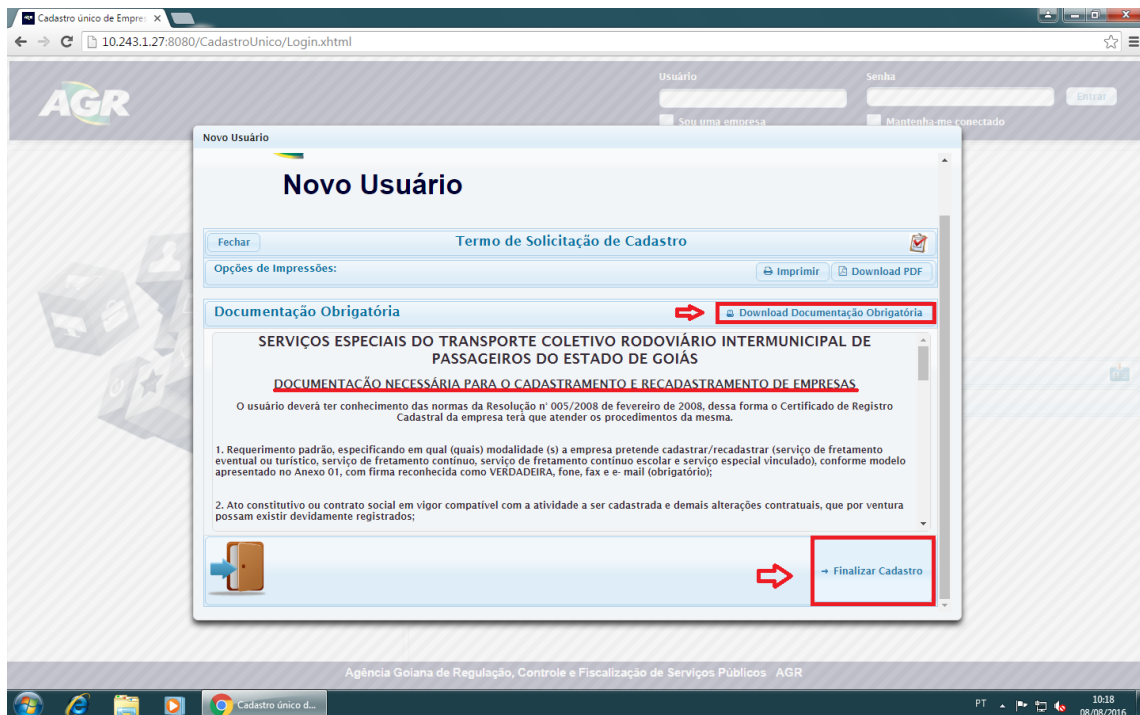 Cadastro único de Empres
10.243.1.27:8080/CadastroUnico/Login.xhtml
Usuário
Senha
AGR
Entrar
Sou uma empresa
Mantenha-me conectado
Novo Usuário
Novo Usuário
Fechar
Termo de Solicitação de Cadastro
Opções de Impressões:
Imprimir
Download PDF
Documentação Obrigatória
Download Documentação Obrigatória
SERVIÇOS ESPECIAIS DO TRANSPORTE COLETIVO RODOVIÁRIO INTERMUNICIPAL DE
PASSAGEIROS DO ESTADO DE GOIÁS
DOCUMENTACÃO NECESSÁRIA PARA O CADASTRAMENTO E RECADASTRAMENTO DE EMPRESAS
O usuário deverá ter conhecimento das normas da Resolução n' 005/2008 de fevereiro de 2008, dessa forma o Certificado de Registro
Cadastral da empresa terá que atender os procedimentos da mesma.
1. Requerimento padrão, especificando em qual (quais) modalidade (s) a empresa pretende cadastrar/recadastrar (serviço de fretamento
eventual ou turístico, serviço de fretamento contínuo, serviço de fretamento contínuo escolar e serviço especial vinculado), conforme modelo
apresentado no Anexo 01, com firma reconhecida como VERDADEIRA, fone, fax e e- mail (obrigatório);
2. Ato constitutivo ou contrato social em vigor compatível com a atividade a ser cadastrada e demais alterações contratuais, que por ventura
possam existir devidamente registrados;
Finalizar Cadastro
Agência Goiana de Regulação, Controle e Fiscalização de Serviços Públicos AGR
Cadastro único d...
PT
10:18
08/08/2016